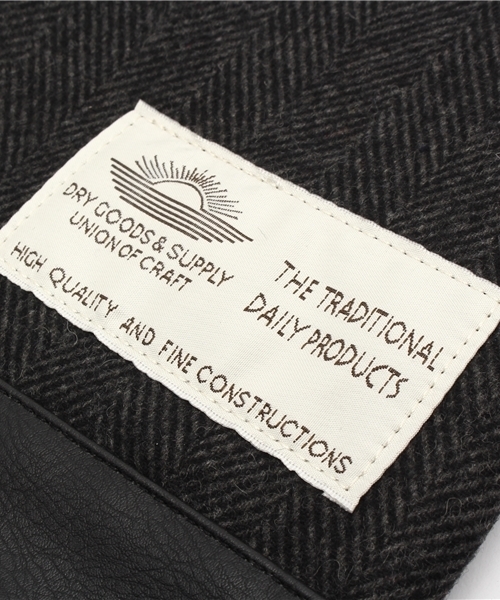 DRY GOODS & SUPPLY
UNION OF CRAFT
THE TRADITIONAL
DAILY PRODUCTS
HIGH QUALITY AND FINE CONSTRUCTIONS